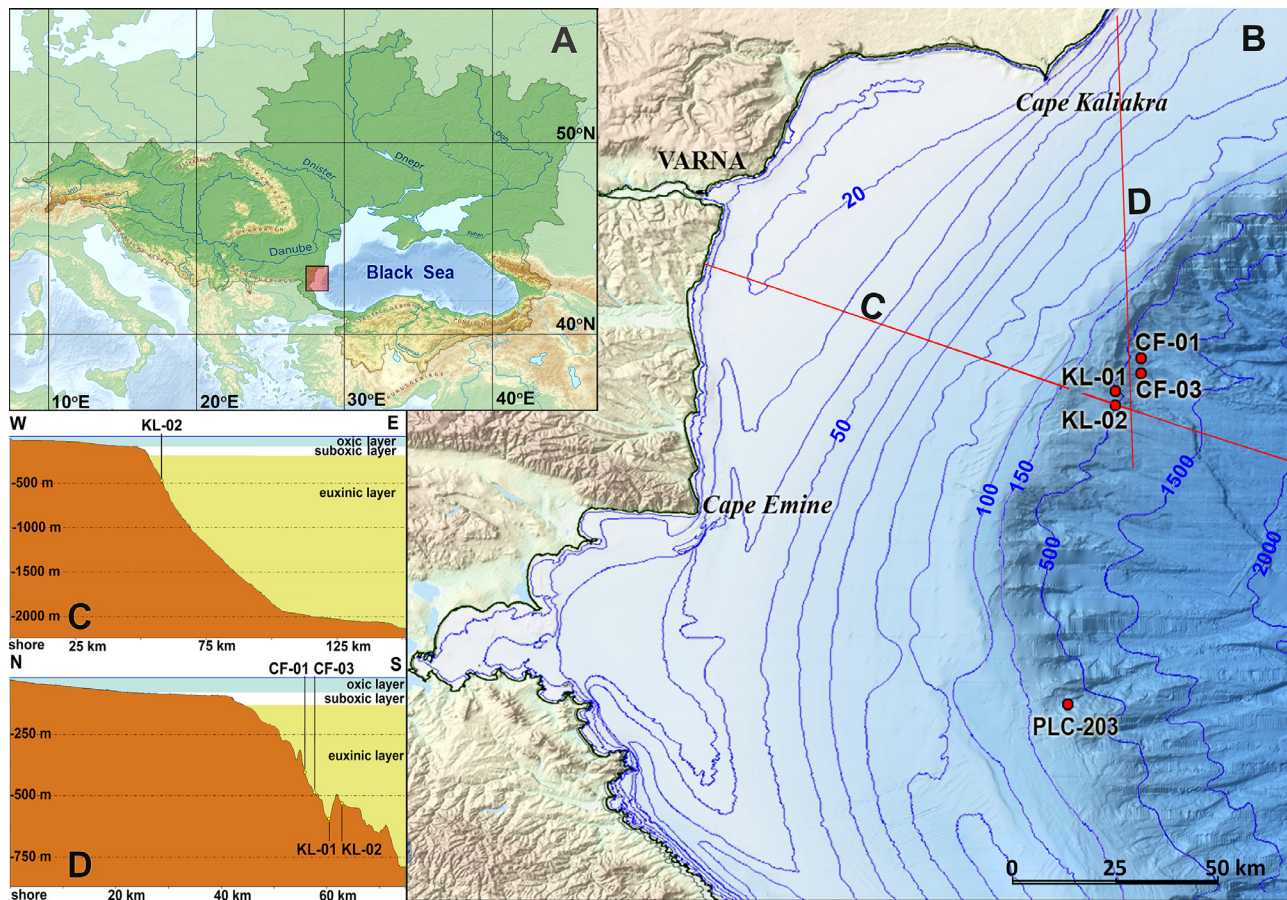 A
50°N
Don
Dnepr
Dnister
Inn
Danube
Kuban
Black Sea
40°N
10°E
20°E
30°E
40°E
B
Cape Kaliakra
VARNA
20
D
C
CF-01
KL-01
CF-03
KL-02
50
100
150
1500
Cape Emine
500
2000
PLC-203
0
25
50 km
W
KL-02
E
oxic layer
suboxic layer
-500 m
euxinic layer
-1000 m
-1500 m
C
-2000 m
shore
25 km
75 km
125 km
N
CF-01 CF-03
S
oxic layer
suboxic layer
-250 m
euxinic layer
-500 m
KL-01 KL-02
-750 m
D
shore
20 km
40 km
60 km